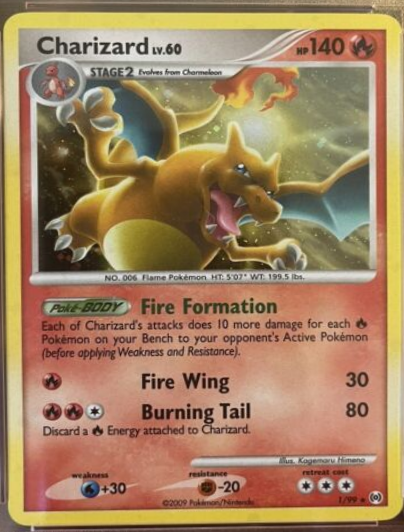 Charizard LV.60 HP 140
STAGE2 Evolves from Charmeleon
NO. 006 Flame Pokémon HT: 5'07" WT: 199.5 lbs.
Poké-BODY Fire Formation
Each of Charizard's attacks does 10 more damage for each
Pokémon on your Bench to your opponent's Active Pokémon
(before applying Weakness and Resistance).
Fire Wing 30
Burning Tail 80
Discard a Energy attached to Charizard.
Illus. Kagemaru Himeno
weakness resistance retreat cost
+30 -20
©2009 Pokémon/Nintendo 1/99 ★